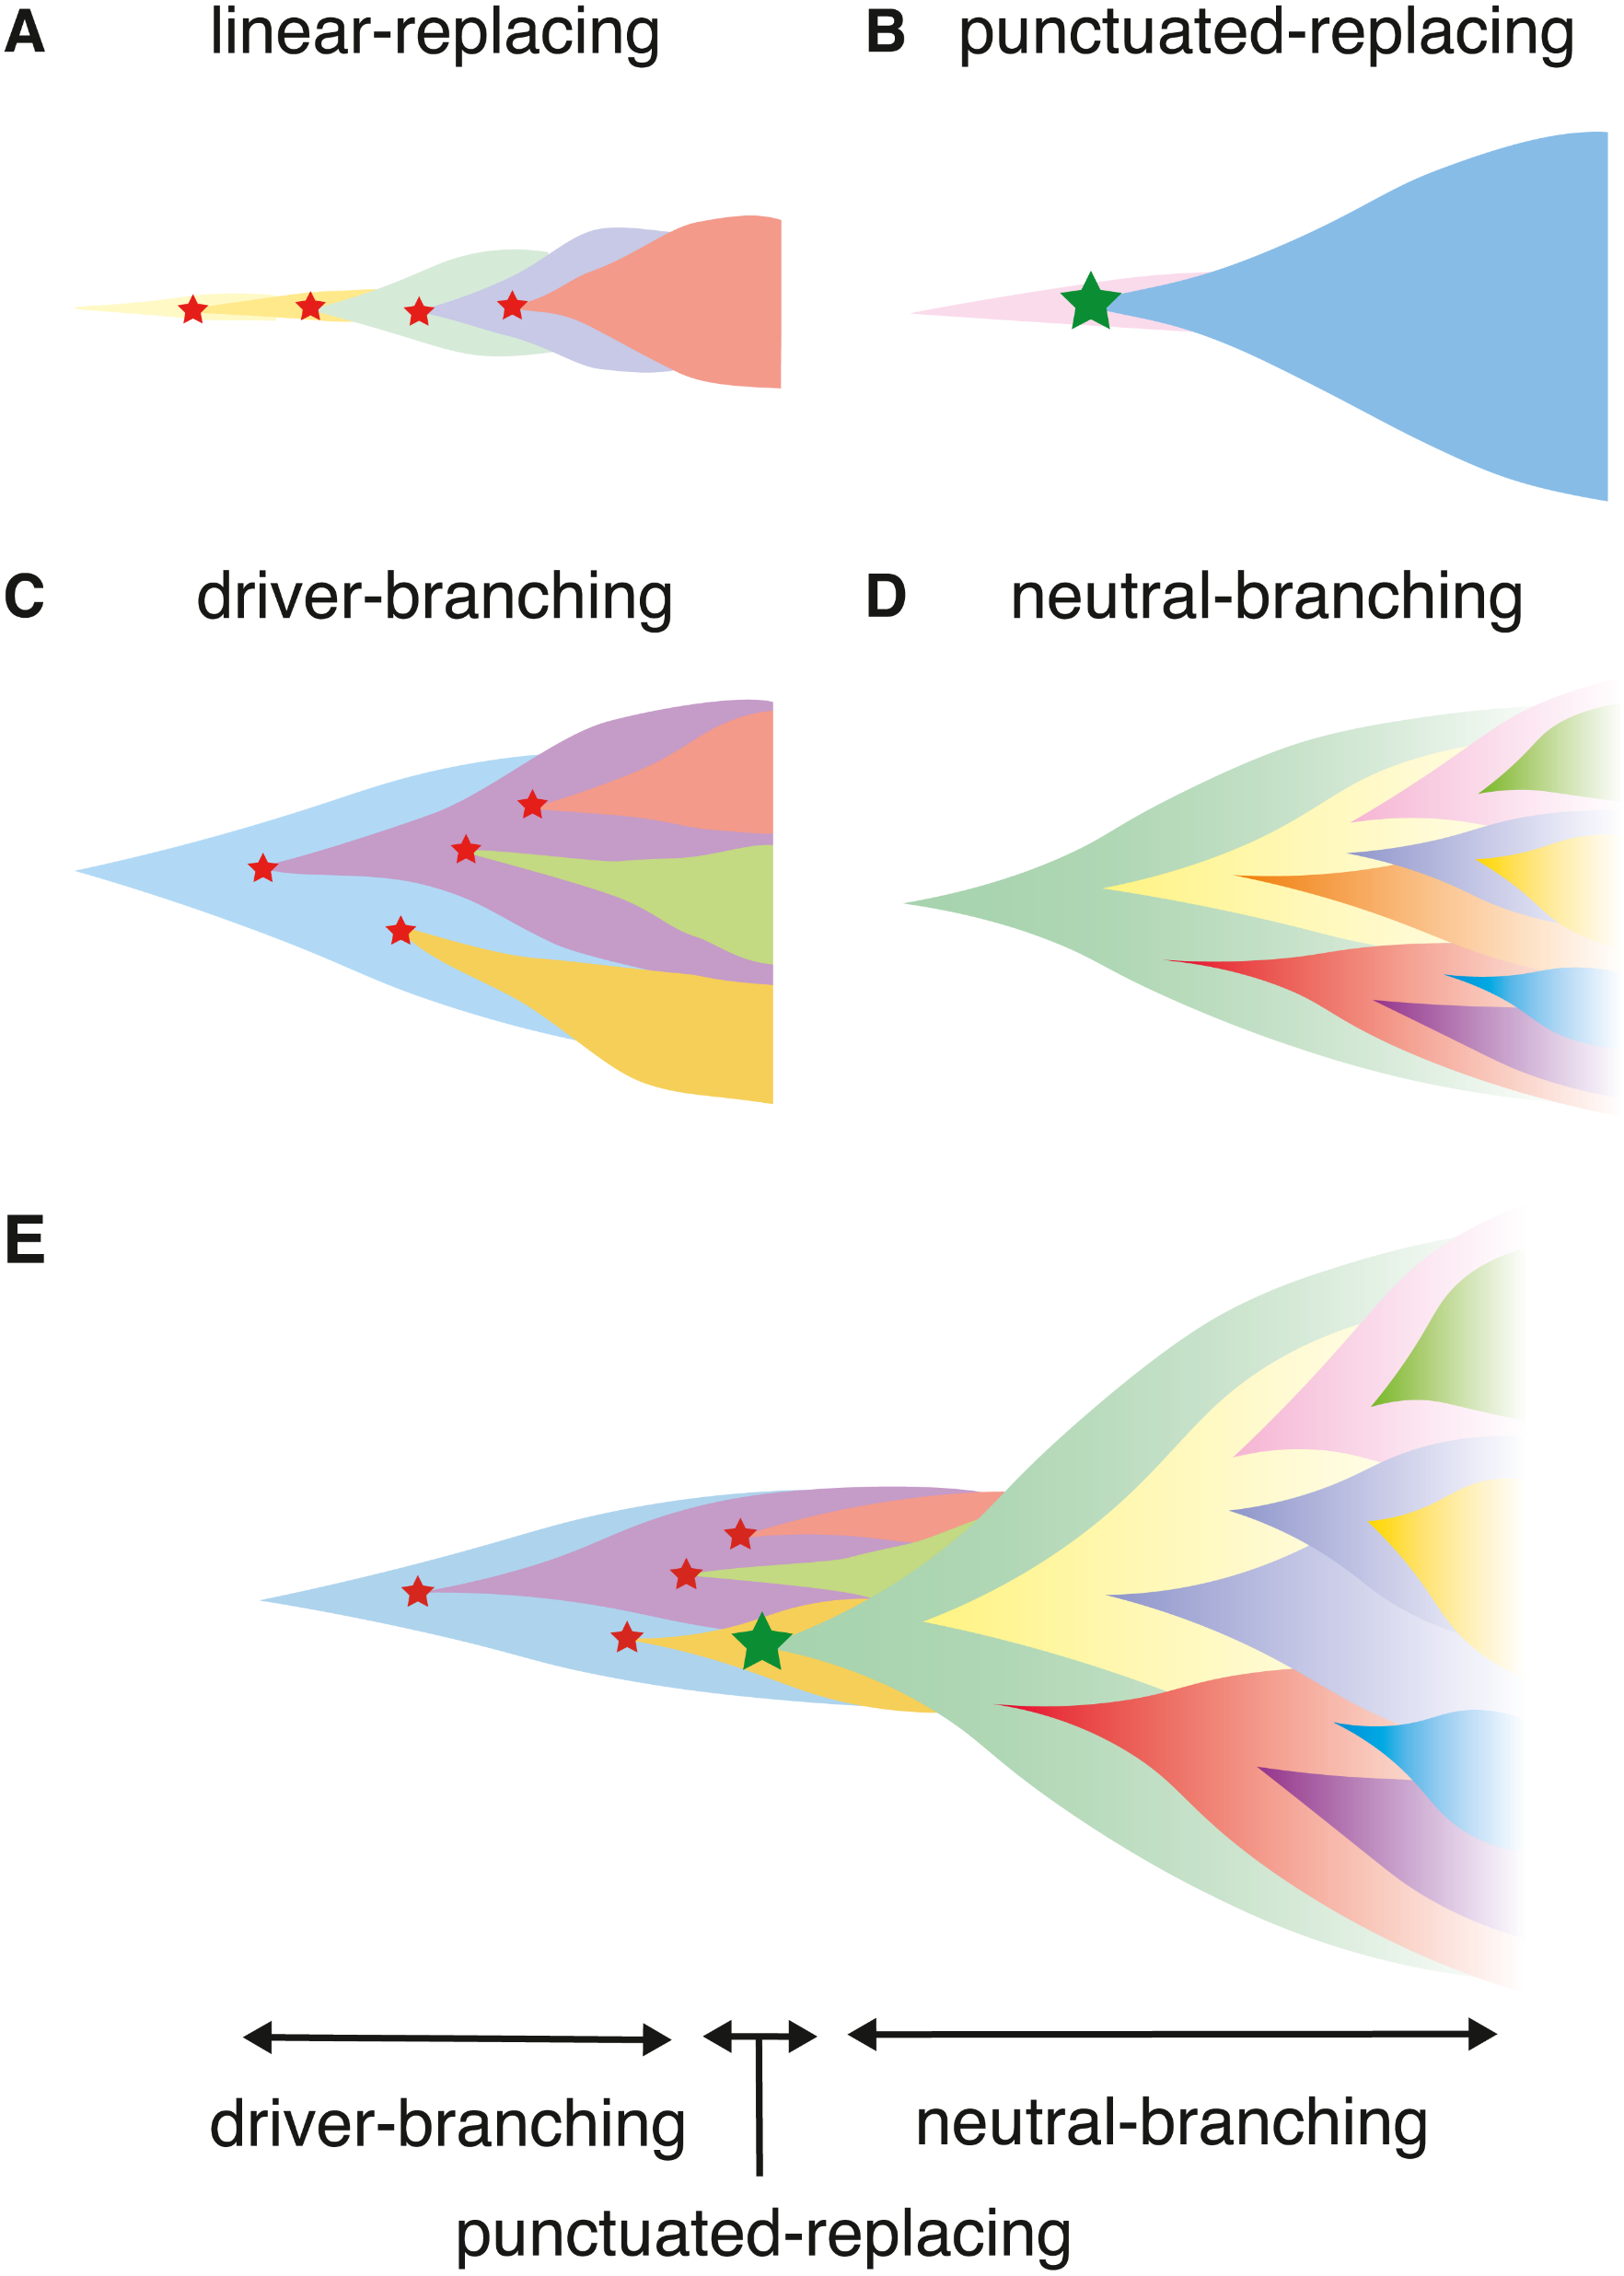 A linear-replacing
B punctuated-replacing
C driver-branching
D neutral-branching
E
driver-branching
neutral-branching
punctuated-replacing